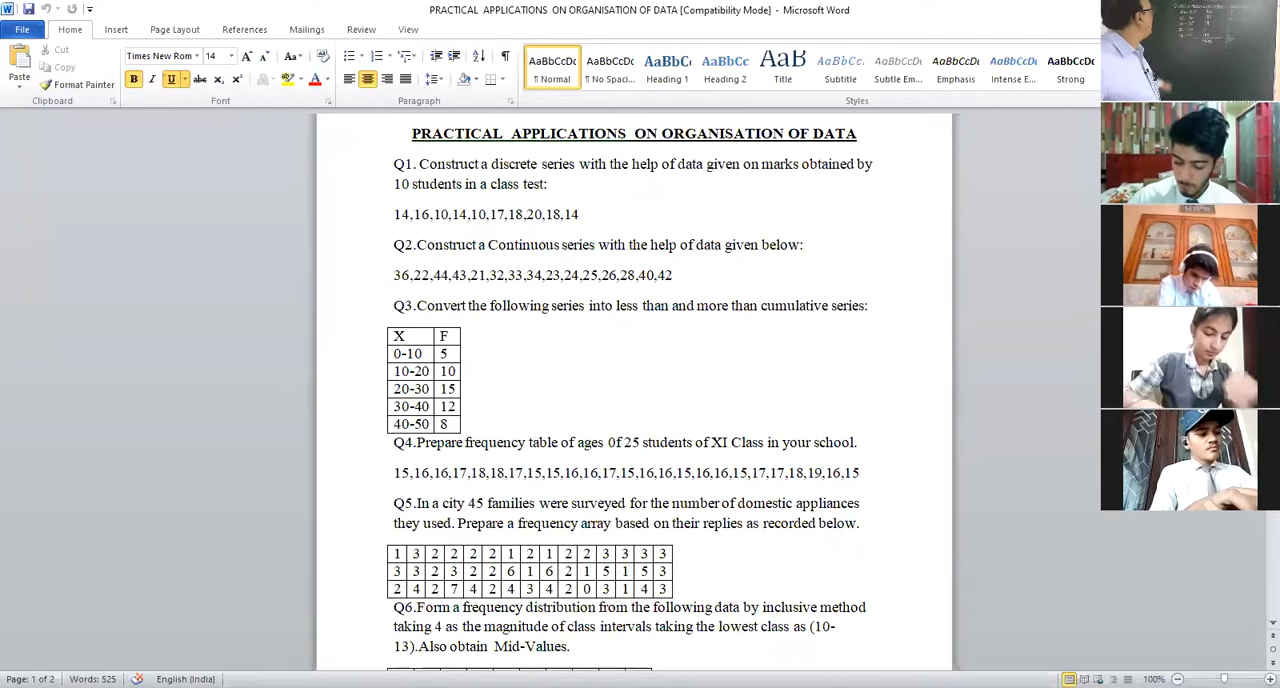 PRACTICAL APPLICATIONS ON ORGANISATION OF DATA [Compatibility Mode] - Microsoft Word
File Home Insert Page Layout References Mailings Review View
Cut
Copy
Format Painter
Paste
Clipboard
Times New Rom 14
Font
Paragraph
AaBbCcDc AaBbCcDc AaBbC( AaBbCc AaB AaBbCc. AaBbCcDc AaBbCcDc AaBbCcDc AaBbCcDc
¶ Normal ¶ No Spaci... Heading 1 Heading 2 Title Subtitle Subtle Em... Emphasis Intense E... Strong
Styles
PRACTICAL APPLICATIONS ON ORGANISATION OF DATA
Q1. Construct a discrete series with the help of data given on marks obtained by
10 students in a class test:
14,16,10,14,10,17,18,20,18,14
Q2.Construct a Continuous series with the help of data given below:
36,22,44,43,21,32,33,34,23,24,25,26,28,40,42
Q3.Convert the following series into less than and more than cumulative series:
X F
0-10 5
10-20 10
20-30 15
30-40 12
40-50 8
Q4.Prepare frequency table of ages 0f 25 students of XI Class in your school.
15,16,16,17,18,18,17,15,15,16,16,17,15,16,16,15,16,16,15,17,17,18,19,16,15
Q5.In a city 45 families were surveyed for the number of domestic appliances
they used. Prepare a frequency array based on their replies as recorded below.
1 3 2 2 2 2 1 2 1 2 2 3 3 3 3
3 3 2 3 2 2 6 1 6 2 1 5 1 5 3
2 4 2 7 4 2 4 3 4 2 0 3 1 4 3
Q6.Form a frequency distribution from the following data by inclusive method
taking 4 as the magnitude of class intervals taking the lowest class as (10-
13).Also obtain Mid-Values.
Page: 1 of 2 Words: 525 English (India) 100%